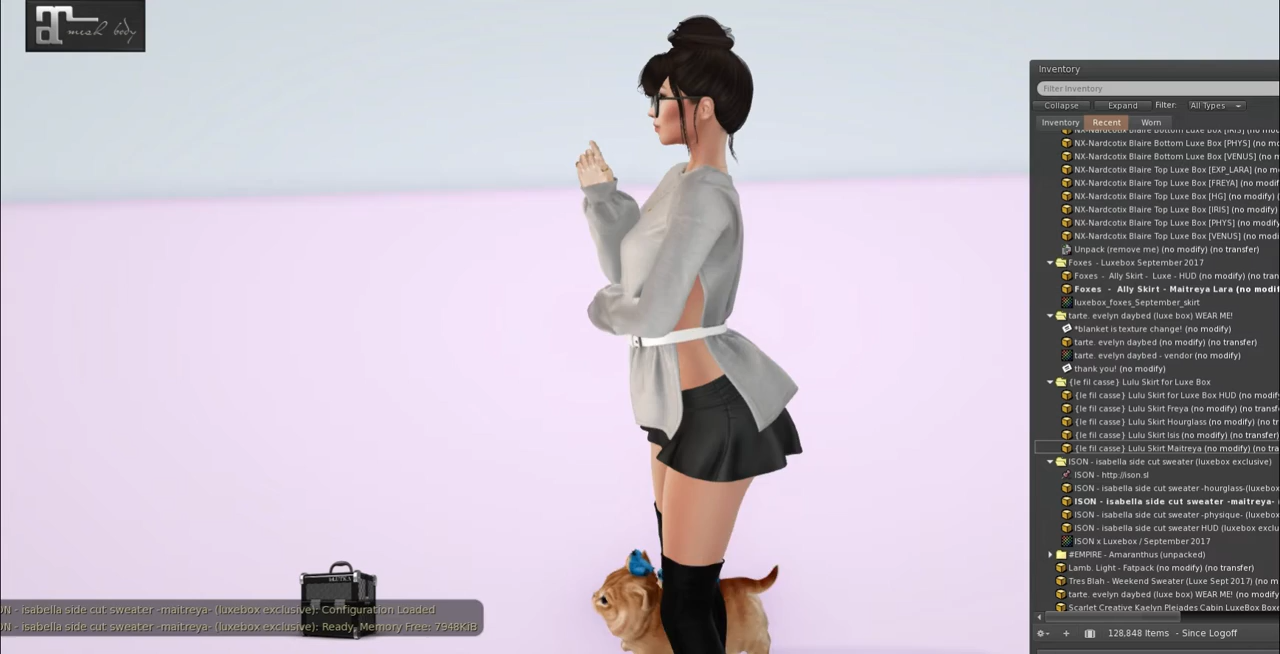 mesh body
Inventory
Filter Inventory
Collapse Expand Filter: All Types
Inventory Recent Worn
NX-Nardcotix Blaire Bottom Luxe Box [IRIS] (no
NX-Nardcotix Blaire Bottom Luxe Box [PHYS] (no
NX-Nardcotix Blaire Bottom Luxe Box [VENUS] (no
NX-Nardcotix Blaire Top Luxe Box [EXP_LARA] (no
NX-Nardcotix Blaire Top Luxe Box [FREYA] (no modif
NX-Nardcotix Blaire Top Luxe Box [HG] (no modify)
NX-Nardcotix Blaire Top Luxe Box [IRIS] (no modify)
NX-Nardcotix Blaire Top Luxe Box [PHYS] (no modify
NX-Nardcotix Blaire Top Luxe Box [VENUS] (no modi
Unpack (remove me) (no modify) (no transfer)
Foxes - Luxebox September 2017
Foxes - Ally Skirt - Luxe - HUD (no modify) (no tran
Foxes - Ally Skirt - Maitreya Lara (no modif
luxebox_foxes_September_skirt
tarte. evelyn daybed (luxe box) WEAR ME!
*blanket is texture change! (no modify)
tarte. evelyn daybed (no modify) (no transfer)
tarte. evelyn daybed - vendor (no modify)
thank you! (no modify)
{le fil casse} Lulu Skirt for Luxe Box
{le fil casse} Lulu Skirt for Luxe Box HUD (no modif
{le fil casse} Lulu Skirt Freya (no modify) (no transfe
{le fil casse} Lulu Skirt Hourglass (no modify) (no tr
{le fil casse} Lulu Skirt Isis (no modify) (no transfer)
{le fil casse} Lulu Skirt Maitreya (no modify) (no tra
ISON - isabella side cut sweater (luxebox exclusive)
ISON - http://ison.sl
ISON - isabella side cut sweater -hourglass-(luxebox
ISON - isabella side cut sweater -maitreya-
ISON - isabella side cut sweater -physique- (luxebox
ISON - isabella side cut sweater HUD (luxebox exclu
ISON x Luxebox / September 2017
#EMPIRE - Amaranthus (unpacked)
Lamb. Light - Fatpack (no modify) (no transfer)
Tres Blah - Weekend Sweater (Luxe Sept 2017) (no m
tarte. evelyn daybed (luxe box) WEAR ME! (no modif
Scarlet Creative Kaelyn Pleiades Cabin LuxeBox Boxe
128,848 Items - Since Logoff
ON - isabella side cut sweater -maitreya- (luxebox exclusive): Configuration Loaded
ON - isabella side cut sweater -maitreya- (luxebox exclusive): Ready, Memory Free: 7948KiB